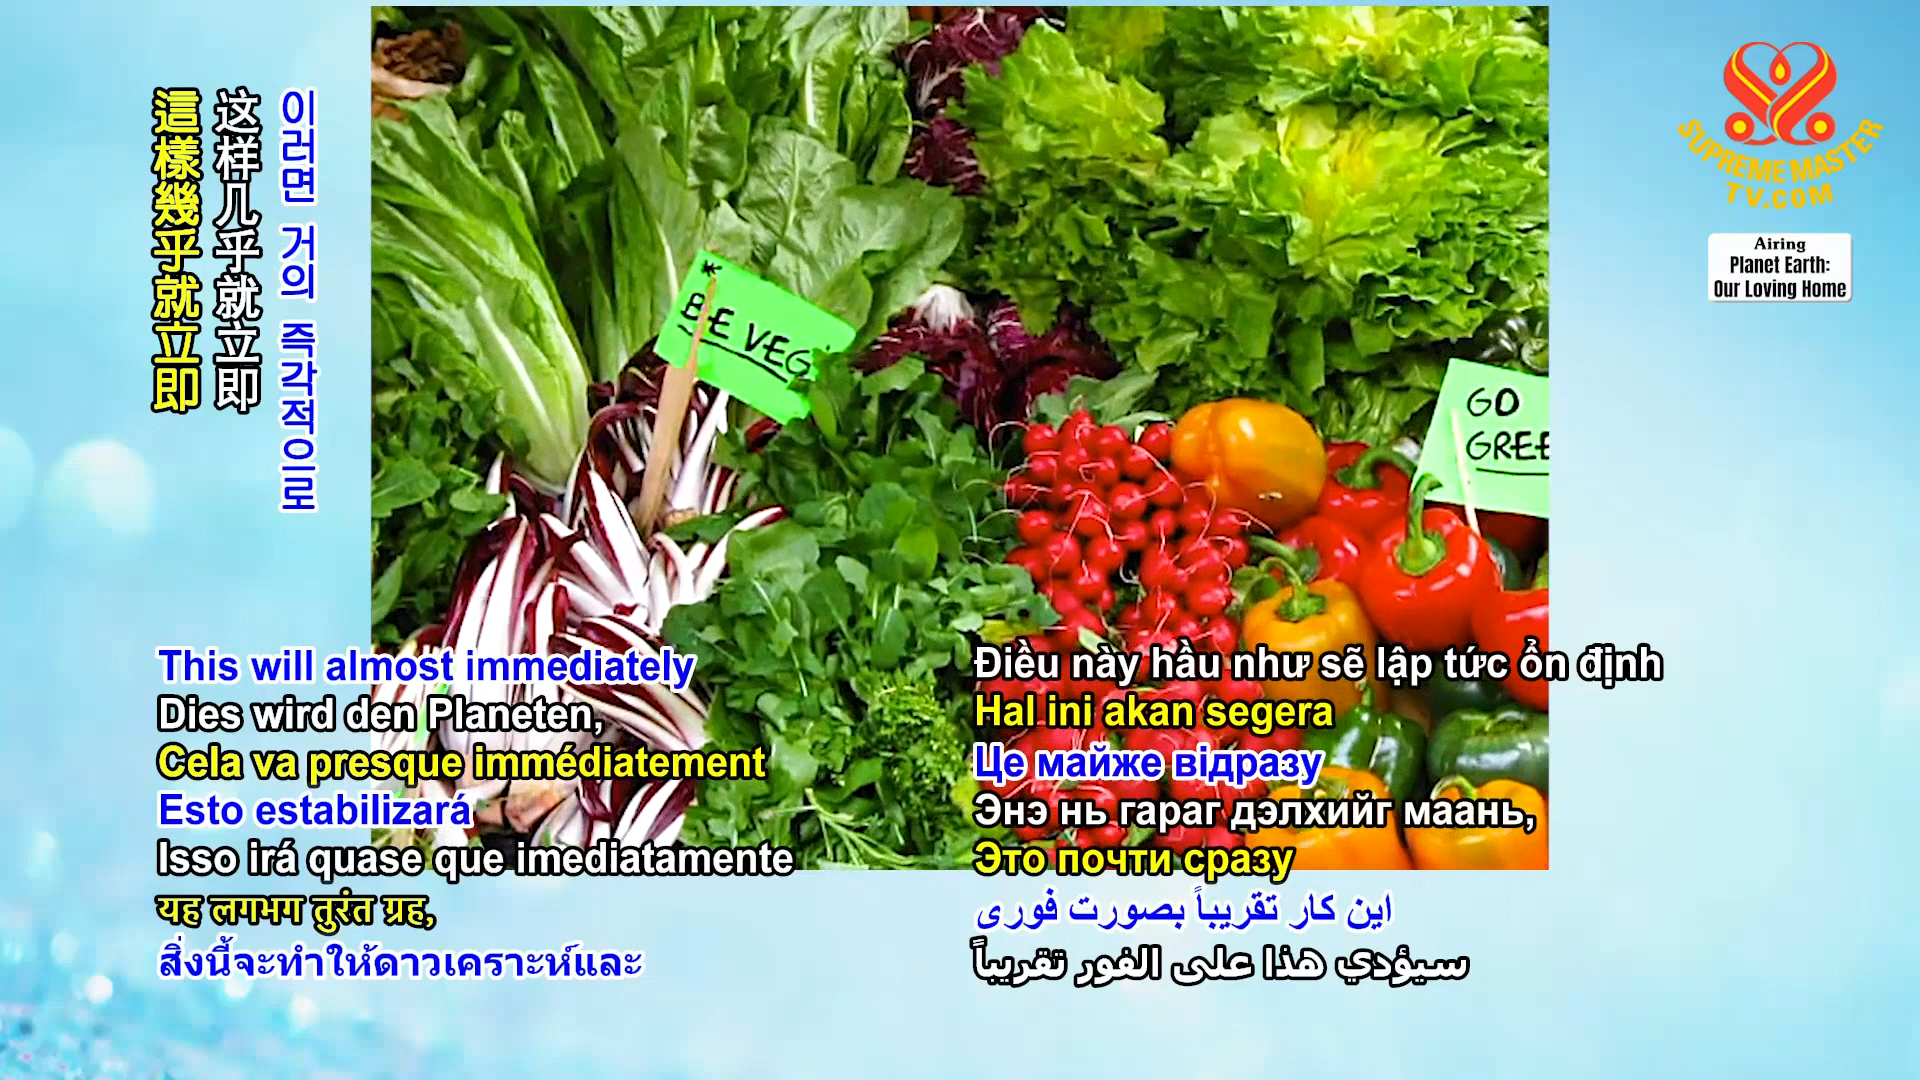 這樣幾乎就立即
这样几乎就立即
이러면 거의 즉각적으로
BE VEG
GO
GREE
SUPREME MASTER
TV.COM
Airing
Planet Earth:
Our Loving Home
This will almost immediately
Dies wird den Planeten,
Cela va presque immédiatement
Esto estabilizará
Isso irá quase que imediatamente
यह लगभग तुरंत ग्रह,
สิ่งนี้จะทำให้ดาวเคราะห์และ
Điều này hầu như sẽ lập tức ổn định
Hal ini akan segera
Це майже відразу
Энэ нь гараг дэлхийг маань,
Это почти сразу
این کار تقریباً بصورت فوری
سيؤدي هذا على الفور تقريباً